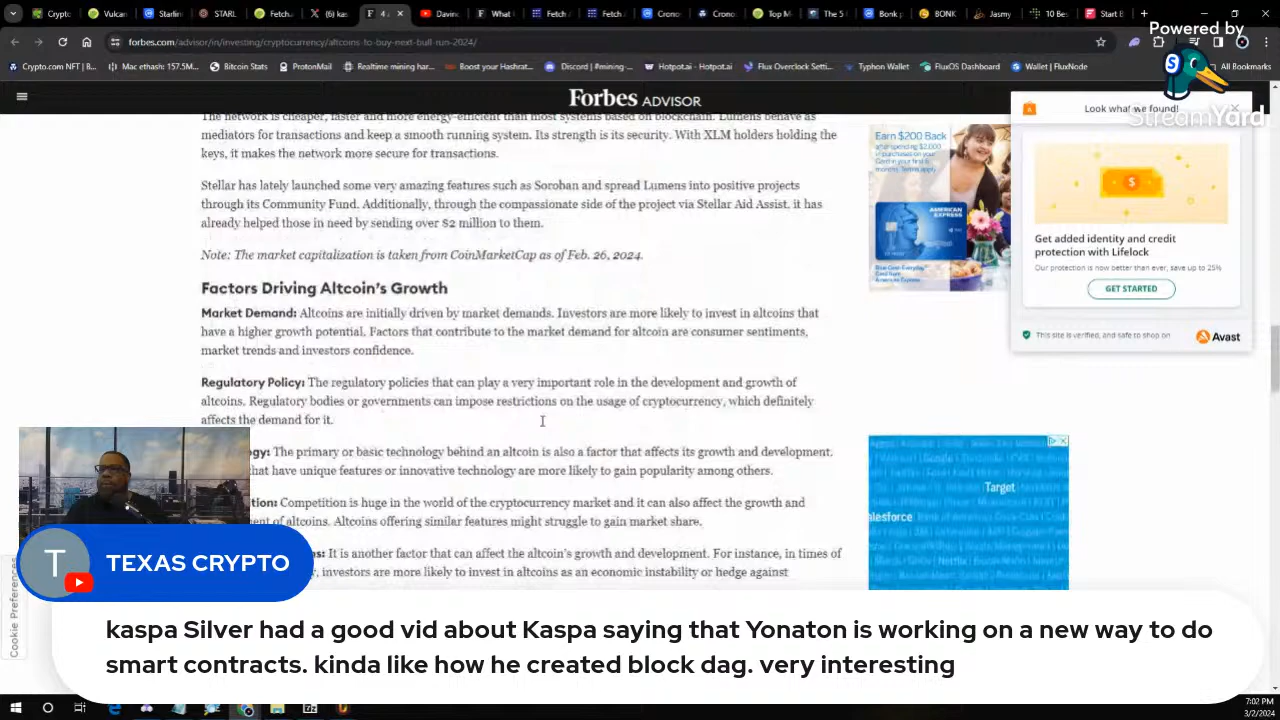 STARL
4
What
Fetch
Fetch
Crono
Crono
Top M
The 5
Bonk p
BONK
Jasmy
10 Bes
Start E
forbes.com/advisor/in/investing/cryptocurrency/altcoins-to-buy-next-bull-run-2024/
Powered by
StreamYard
Crypto.com NFT | B...
Mac ethash: 157.5M...
Bitcoin Stats
ProtonMail
Realtime mining har...
Boost your Hashrat...
Discord | #mining-...
Hotpot.ai - Hotpot.ai
Flux Overclock Setti...
Typhon Wallet
FluxOS Dashboard
Wallet | FluxNode
All Bookmarks
Forbes ADVISOR
The network is cheaper, faster and more energy-efficient than most systems based on blockchain. Lumens behave as
mediators for transactions and keep a smooth running system. Its strength is its security. With XLM holders holding the
keys, it makes the network more secure for transactions.
Stellar has lately launched some very amazing features such as Soroban and spread Lumens into positive projects
through its Community Fund. Additionally, through the compassionate side of the project via Stellar Aid Assist, it has
already helped those in need by sending over $2 million to them.
Note: The market capitalization is taken from CoinMarketCap as of Feb. 26, 2024.
Factors Driving Altcoin's Growth
Market Demand: Altcoins are initially driven by market demands. Investors are more likely to invest in altcoins that
have a higher growth potential. Factors that contribute to the market demand for altcoin are consumer sentiments,
market trends and investors confidence.
Regulatory Policy: The regulatory policies that can play a very important role in the development and growth of
altcoins. Regulatory bodies or governments can impose restrictions on the usage of cryptocurrency, which definitely
affects the demand for it.
gy: The primary or basic technology behind an altcoin is also a factor that affects its growth and development.
that have unique features or innovative technology are more likely to gain popularity among others.
tion: Competition is huge in the world of the cryptocurrency market and it can also affect the growth and
ent of altcoins. Altcoins offering similar features might struggle to gain market share.
s: It is another factor that can affect the altcoin's growth and development. For instance, in times of
, investors are more likely to invest in altcoins as an economic instability or hedge against
Earn $200 Back
after spending $2,000
AMERICAN
EXPRESS
Look what we found!
Get added identity and credit
protection with Lifelock
Our protection is now better than ever, save up to 25%
GET STARTED
This site is verified, and safe to shop on
Avast
Target
alesforce
Netflix
Cookie Preferences
T
TEXAS CRYPTO
kaspa Silver had a good vid about Kaspa saying that Yonaton is working on a new way to do
smart contracts. kinda like how he created block dag. very interesting
7:02 PM
3/2/2024